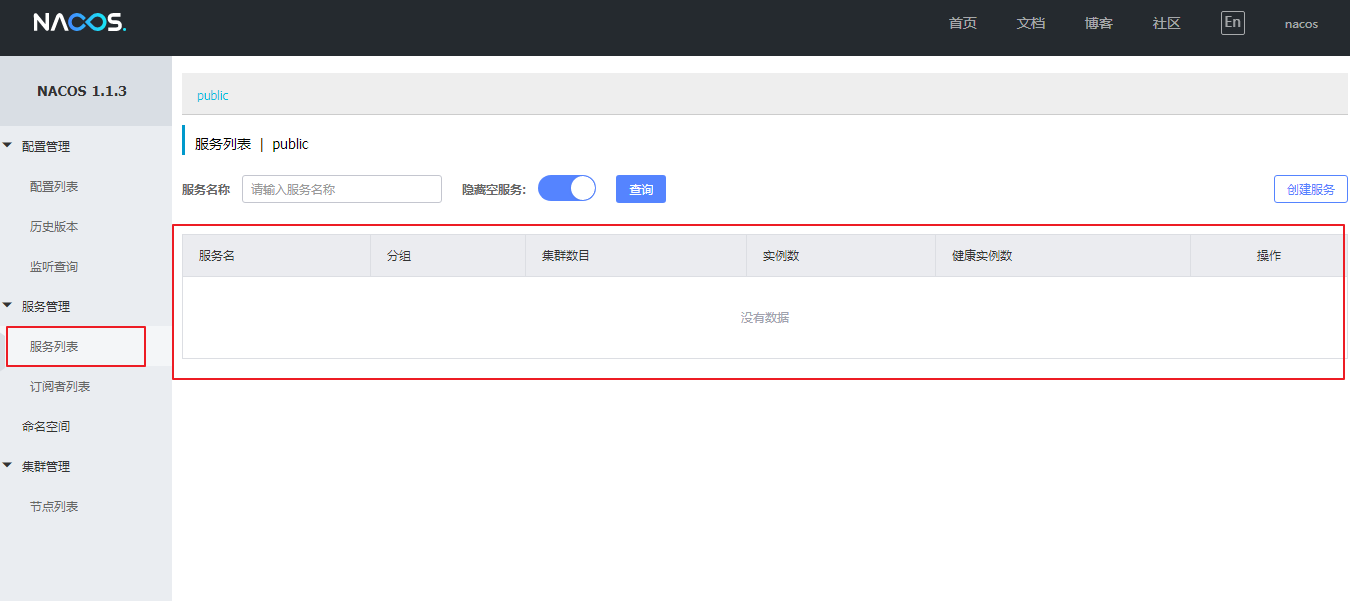 NACOS. 首页 文档 博客 社区 En nacos
NACOS 1.1.3
配置管理
配置列表
历史版本
监听查询
服务管理
服务列表
订阅者列表
命名空间
集群管理
节点列表
public
服务列表 | public
服务名称 请输入服务名称 隐藏空服务: 查询 创建服务
服务名 分组 集群数目 实例数 健康实例数 操作
没有数据